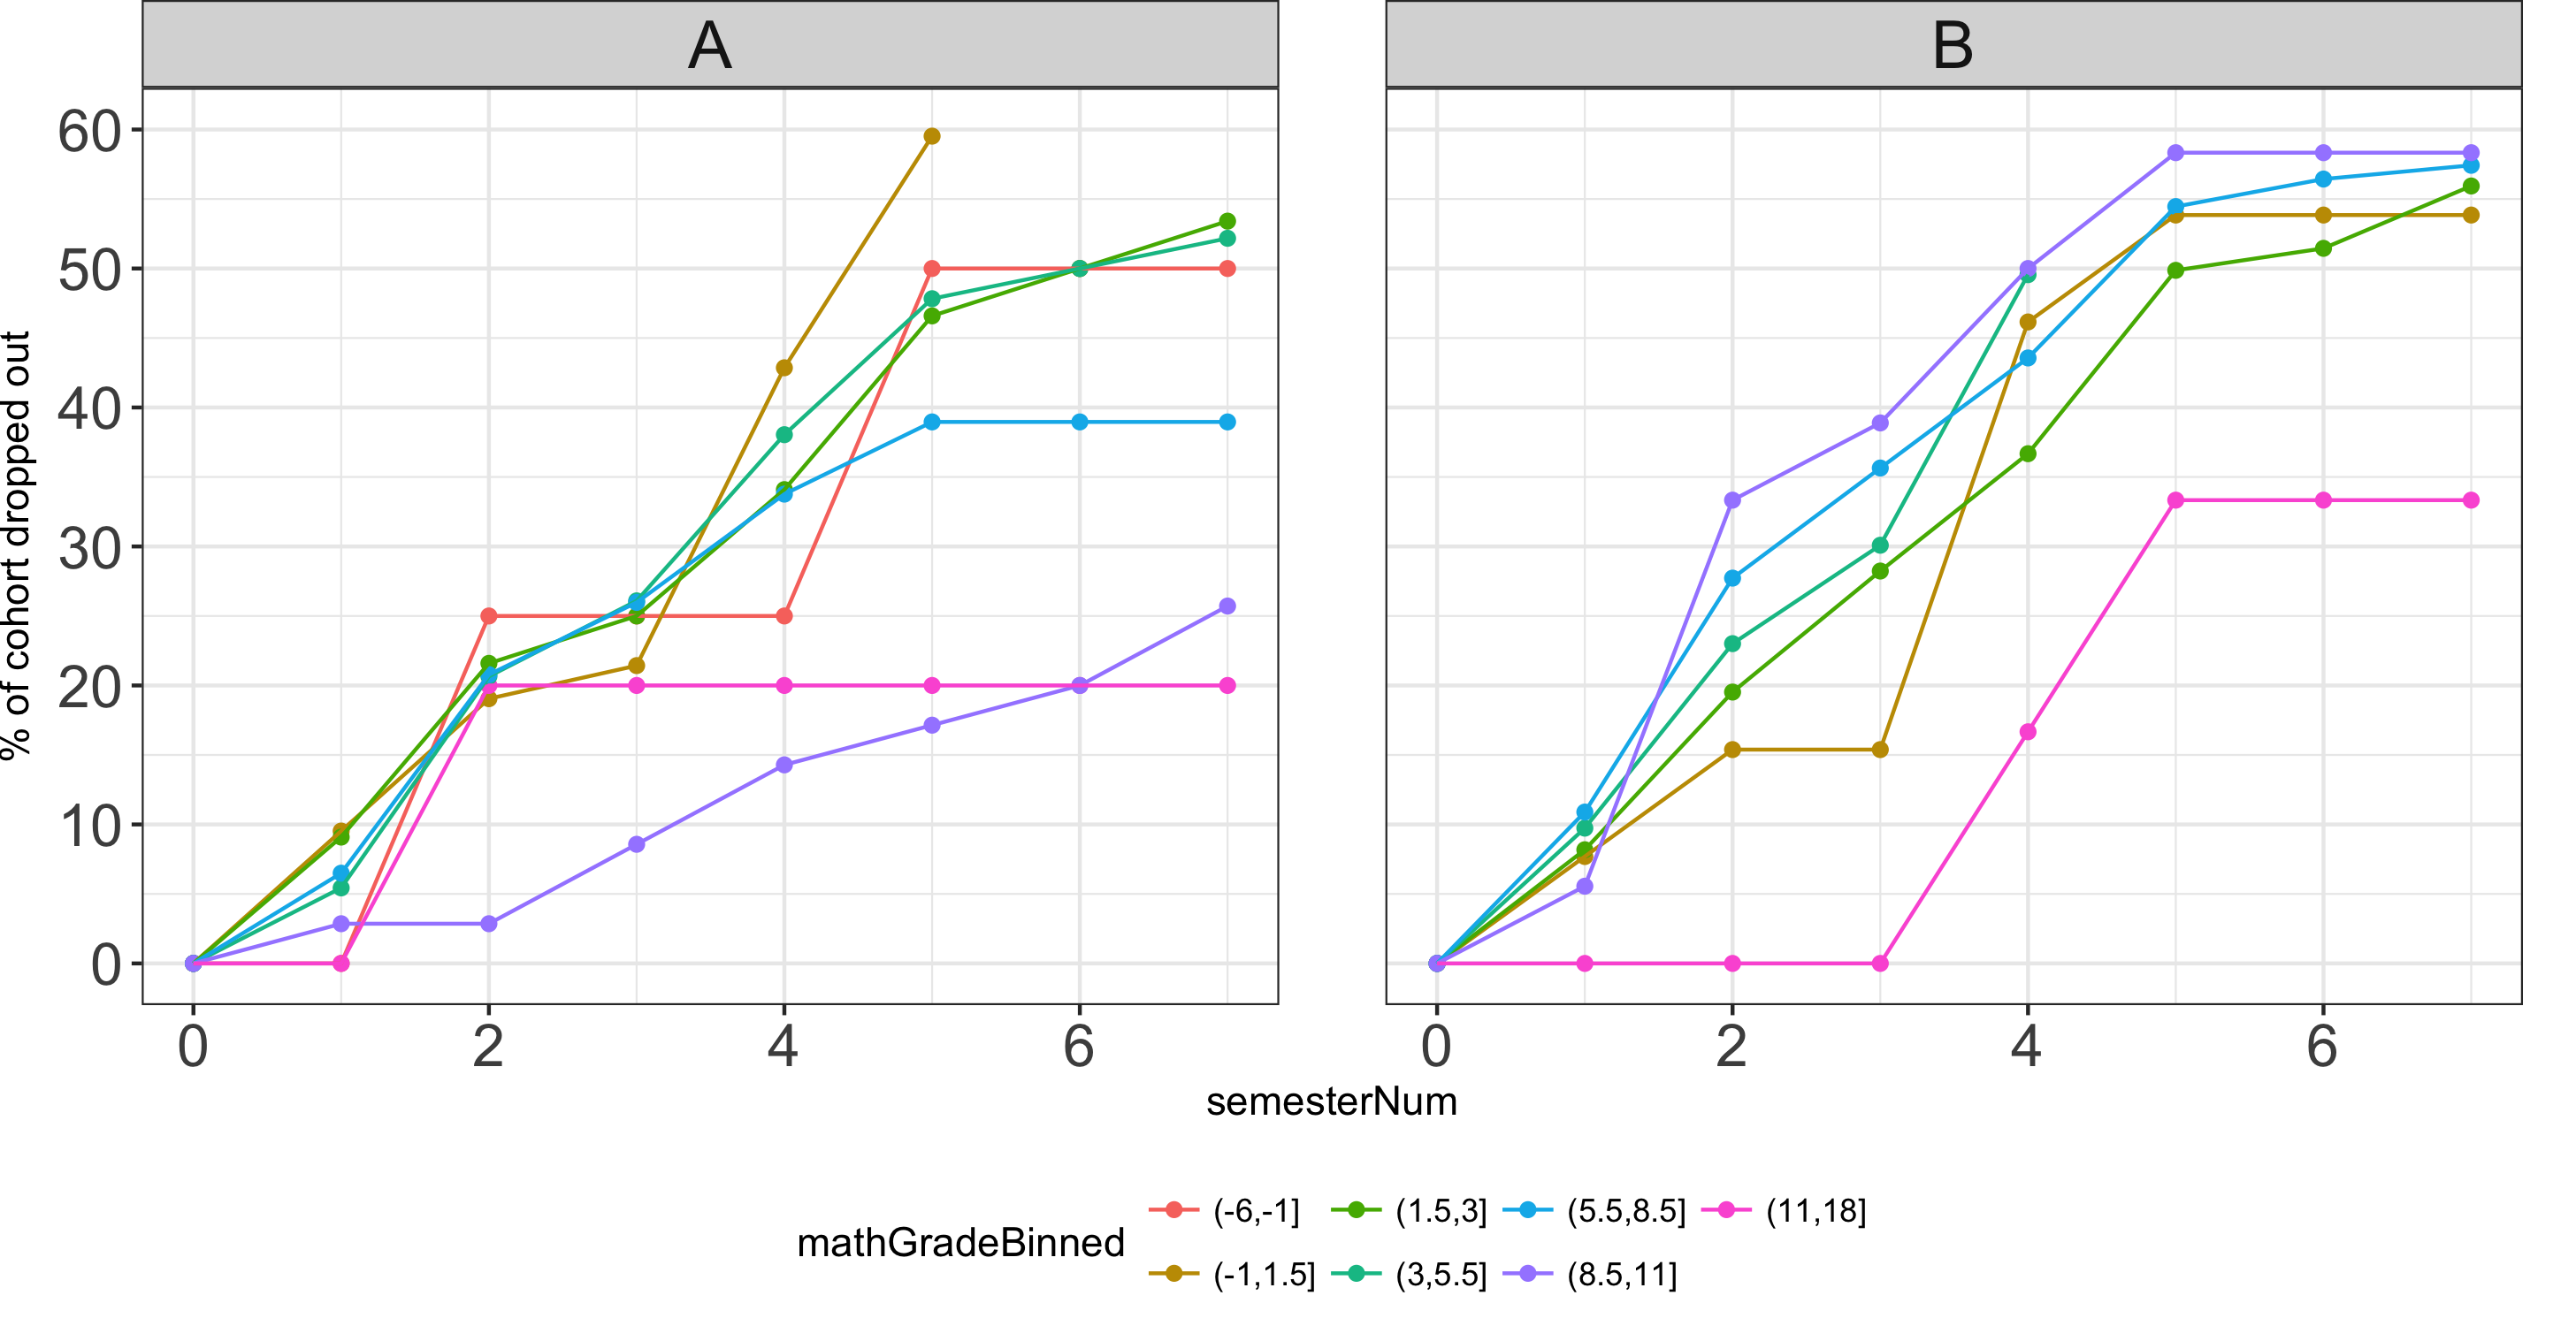 A
B
% of cohort dropped out
60
50
40
30
20
10
0
0 2 4 6
0 2 4 6
semesterNum
mathGradeBinned
(-6,-1] (1.5,3] (5.5,8.5] (11,18]
(-1,1.5] (3,5.5] (8.5,11]